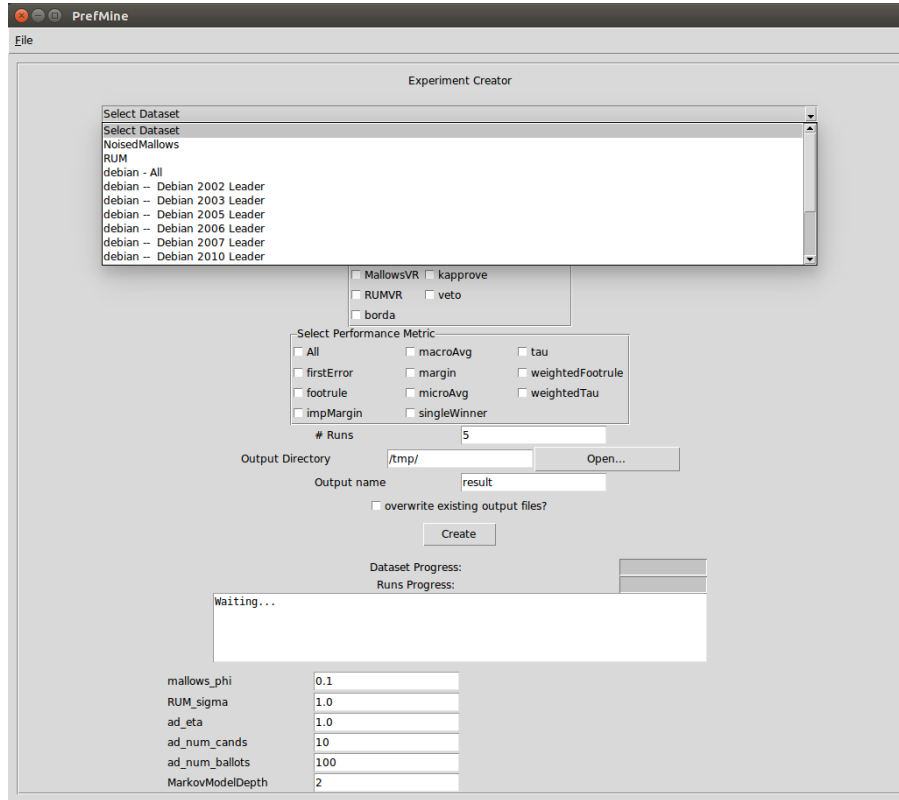 PrefMine
File
Experiment Creator
Select Dataset
Select Dataset
NoisedMallows
RUM
debian - All
debian -- Debian 2002 Leader
debian -- Debian 2003 Leader
debian -- Debian 2005 Leader
debian -- Debian 2006 Leader
debian -- Debian 2007 Leader
debian -- Debian 2010 Leader
MallowsVR kapprove
RUMVR veto
borda
Select Performance Metric
All macroAvg tau
firstError margin weightedFootrule
footrule microAvg weightedTau
impMargin singleWinner
# Runs 5
Output Directory /tmp/ Open...
Output name result
overwrite existing output files?
Create
Dataset Progress:
Runs Progress:
Waiting...
mallows_phi 0.1
RUM_sigma 1.0
ad_eta 1.0
ad_num_cands 10
ad_num_ballots 100
MarkovModelDepth 2